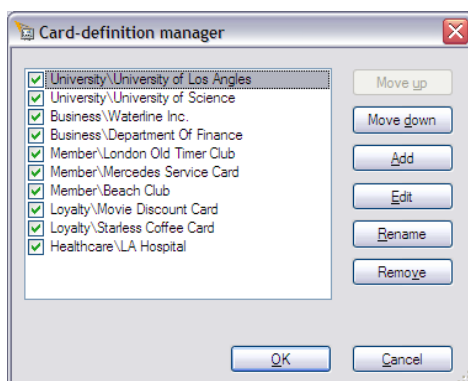 Card-definition manager
University\University of Los Angles
University\University of Science
Business\Waterline Inc.
Business\Department Of Finance
Member\London Old Timer Club
Member\Mercedes Service Card
Member\Beach Club
Loyalty\Movie Discount Card
Loyalty\Starless Coffee Card
Healthcare\LA Hospital
Move up
Move down
Add
Edit
Rename
Remove
OK
Cancel